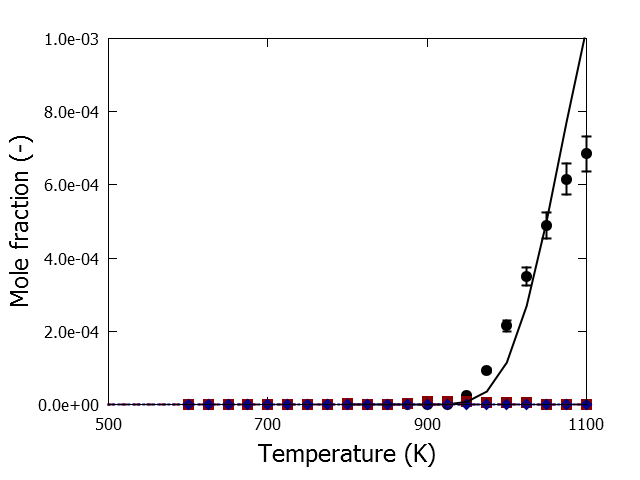 1.0e-03
8.0e-04
6.0e-04
4.0e-04
2.0e-04
0.0e+00
Mole fraction (-)
500 700 900 1100
Temperature (K)